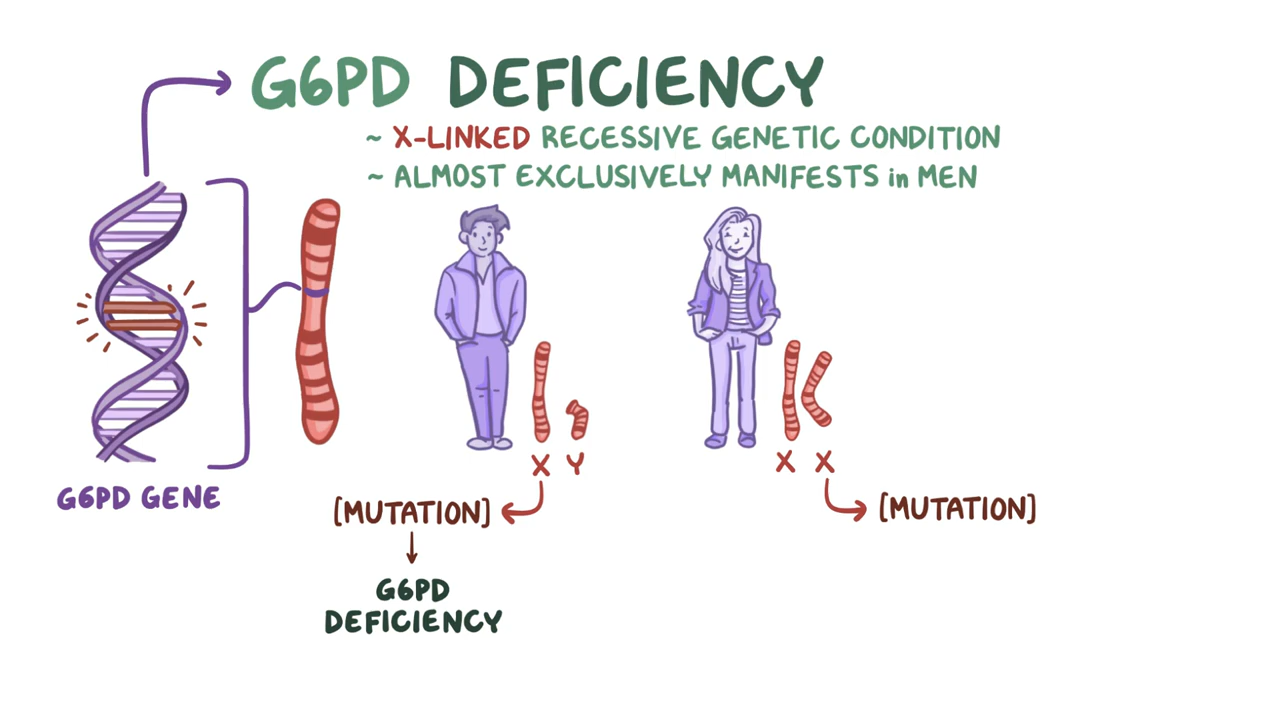 G6PD DEFICIENCY
~ X-LINKED RECESSIVE GENETIC CONDITION
~ ALMOST EXCLUSIVELY MANIFESTS in MEN
G6PD GENE
X Y
X X
[MUTATION]
[MUTATION]
G6PD
DEFICIENCY